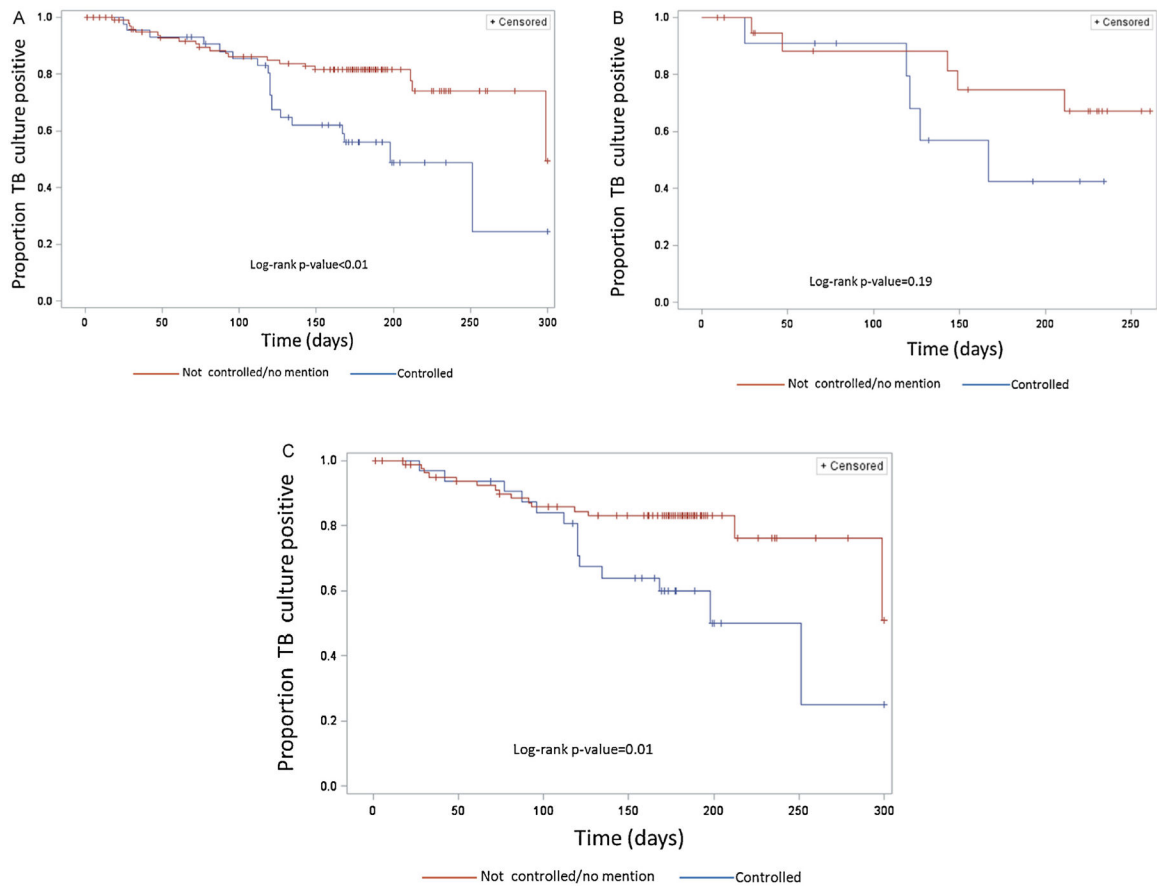 A
Proportion TB culture positive
1.0
0.8
0.6
0.4
0.2
0.0
+ Censored
Log-rank p-value<0.01
0 50 100 150 200 250 300
Time (days)
Not controlled/no mention Controlled
B
Proportion TB culture positive
1.0
0.8
0.6
0.4
0.2
0.0
+ Censored
Log-rank p-value=0.19
0 50 100 150 200 250
Time (days)
Not controlled/no mention Controlled
C
Proportion TB culture positive
1.0
0.8
0.6
0.4
0.2
0.0
+ Censored
Log-rank p-value=0.01
0 50 100 150 200 250 300
Time (days)
Not controlled/no mention Controlled